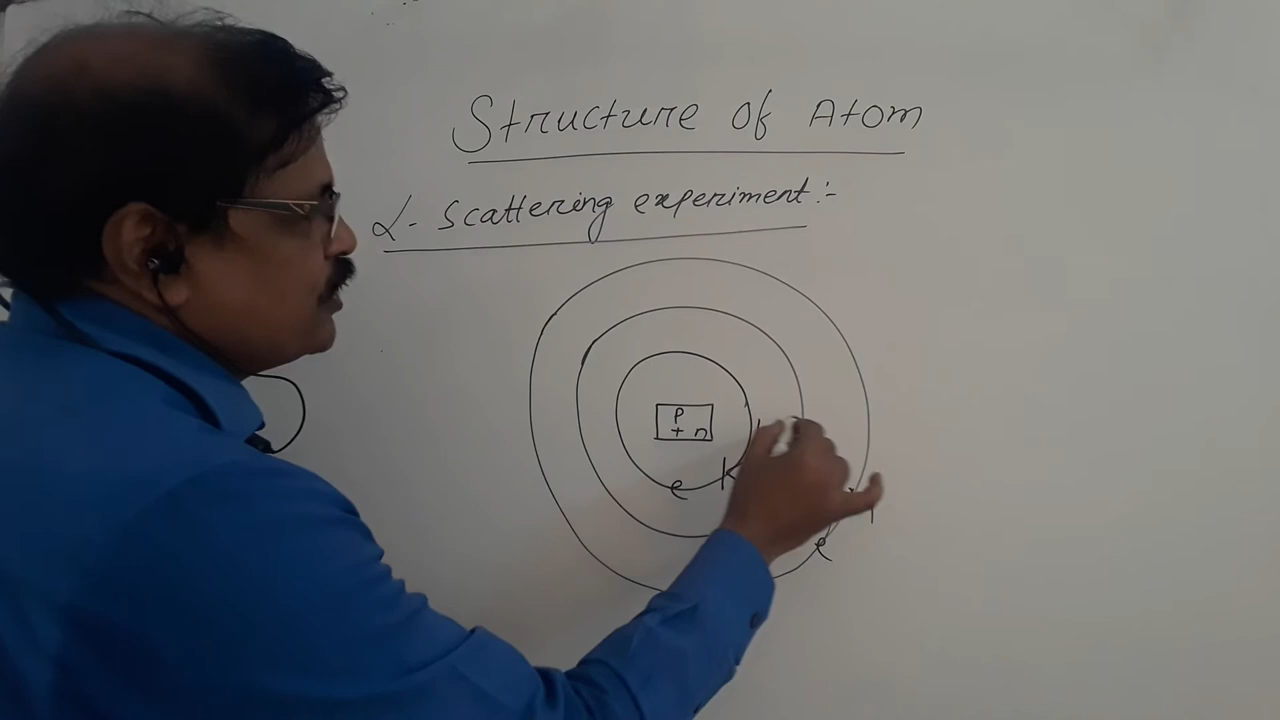 Structure of Atom
α- Scattering experiment :-
P
+ n
K
e
e